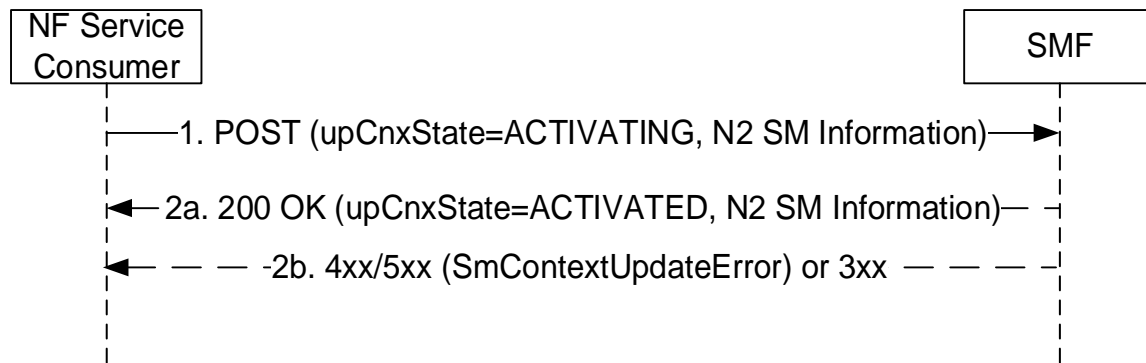 NF Service
Consumer
SMF
1. POST (upCnxState=ACTIVATING, N2 SM Information)
2a. 200 OK (upCnxState=ACTIVATED, N2 SM Information)
2b. 4xx/5xx (SmContextUpdateError) or 3xx